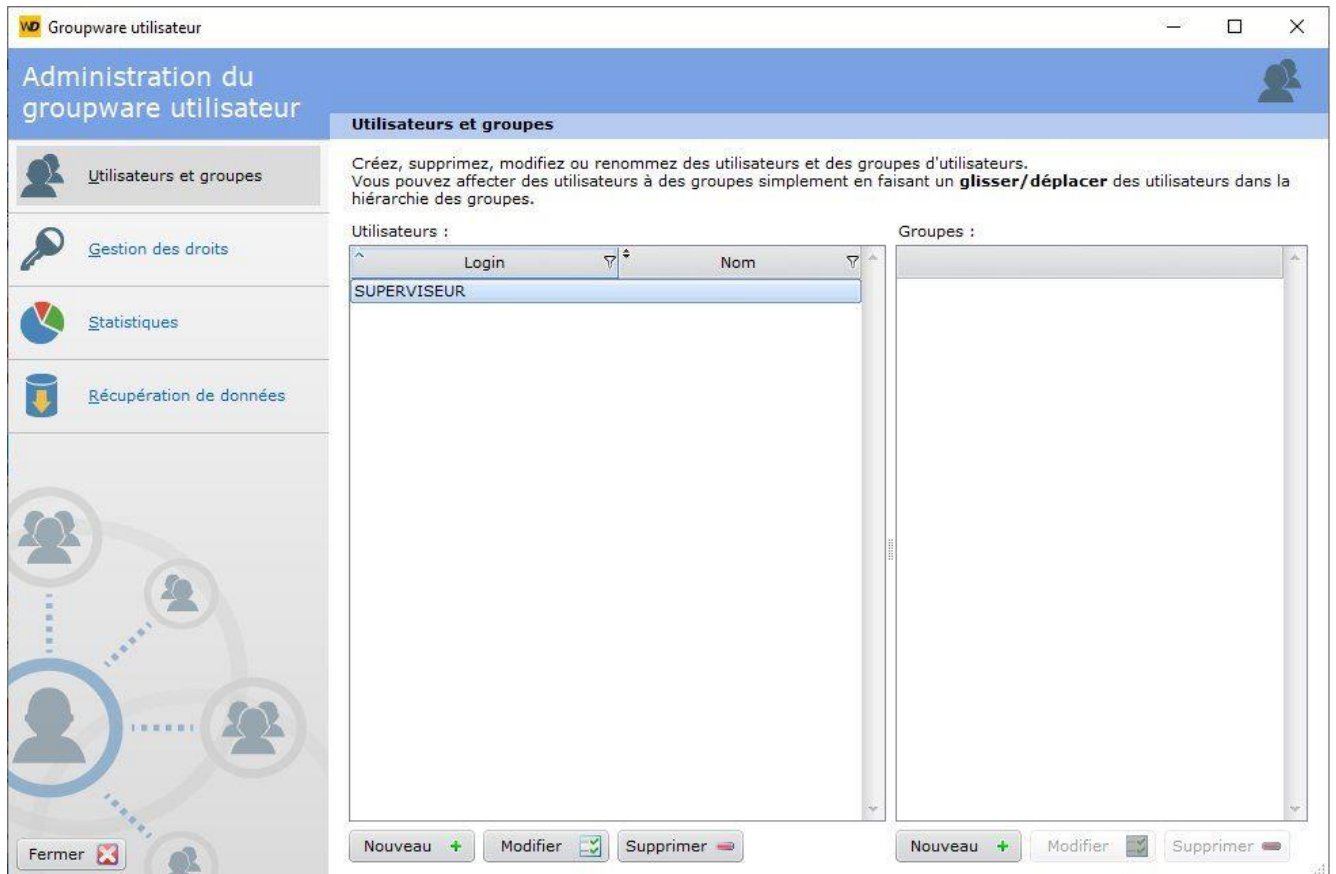 WD Groupware utilisateur
Administration du
groupware utilisateur
Utilisateurs et groupes
Utilisateurs et groupes
Gestion des droits
Statistiques
Récupération de données
Créez, supprimez, modifiez ou renommez des utilisateurs et des groupes d'utilisateurs.
Vous pouvez affecter des utilisateurs à des groupes simplement en faisant un glisser/déplacer des utilisateurs dans la
hiérarchie des groupes.
Utilisateurs :
Groupes :
Login Nom
SUPERVISEUR
Nouveau Modifier Supprimer
Nouveau Modifier Supprimer
Fermer